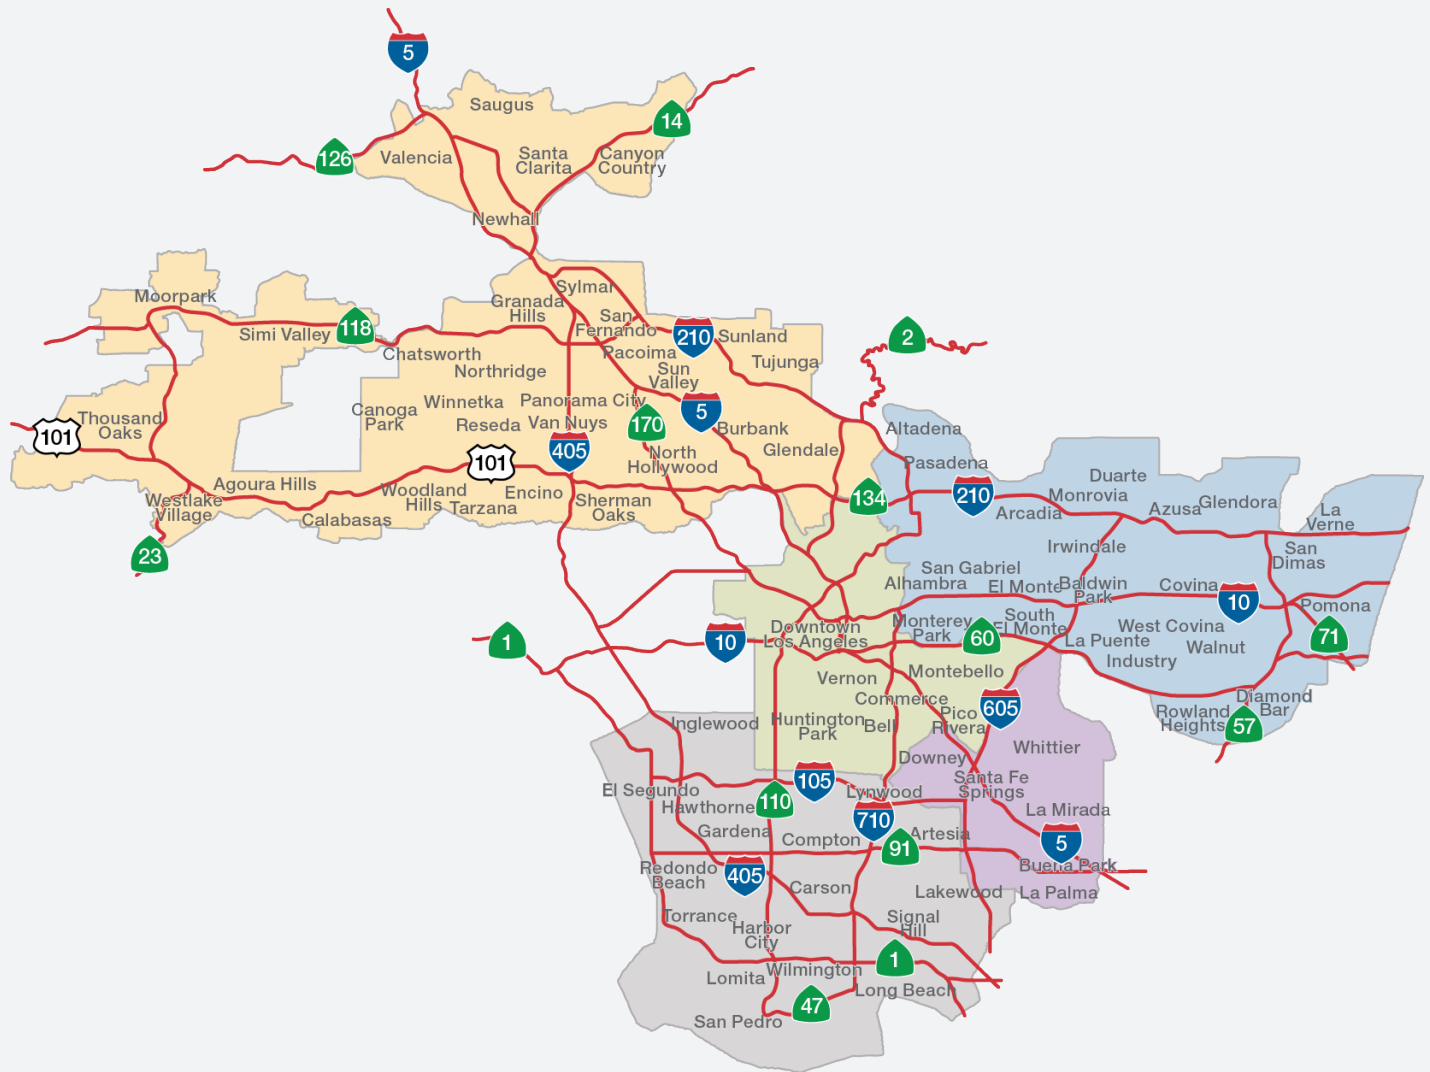 5
Saugus
14
126
Valencia
Santa
Clarita
Canyon
Country
Newhall
Moorpark
Sylmar
Granada
Hills
San
Fernando
118
Simi Valley
210
Sunland
2
Chatsworth
Pacoima
Tujunga
Northridge
Sun
Valley
Canoga
Park
Winnetka
Panorama City
5
Thousand
Oaks
101
Reseda
Van Nuys
170
Burbank
Altadena
405
Glendale
101
North
Hollywood
Pasadena
Agoura Hills
Woodland
Hills
Encino
Tarzana
Sherman
Oaks
134
210
Duarte
Monrovia
Arcadia
Azusa
Glendora
La
Verne
Westlake
Village
Calabasas
23
Irwindale
San
Dimas
San Gabriel
Alhambra
El Monte
Baldwin
Park
Covina
10
Pomona
1
10
Downtown
Los Angeles
Monterey
Park
60
South
El Monte
La Puente
West Covina
Walnut
71
Industry
Vernon
Montebello
Commerce
605
Diamond
Bar
Rowland
Heights
57
Inglewood
Huntington
Park
Bell
Pico
Rivera
Whittier
Downey
El Segundo
105
Santa Fe
Springs
Hawthorne
110
Lynwood
La Mirada
Gardena
Compton
710
Artesia
91
5
Redondo
Beach
405
Buena Park
Carson
Lakewood
La Palma
Torrance
Harbor
City
Signal
Hill
1
Lomita
Wilmington
Long Beach
47
San Pedro